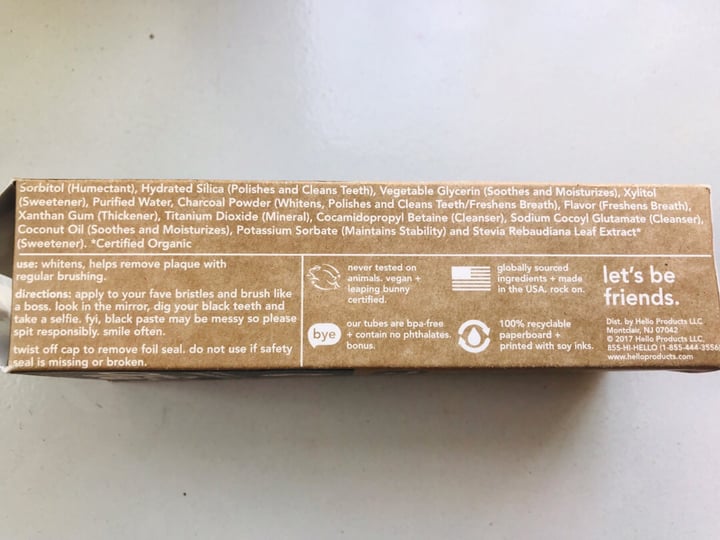 Sorbitol (Humectant), Hydrated Silica (Polishes and Cleans Teeth), Vegetable Glycerin (Soothes and Moisturizes), Xylitol
(Sweetener), Purified Water, Charcoal Powder (Whitens, Polishes and Cleans Teeth/Freshens Breath), Flavor (Freshens Breath),
Xanthan Gum (Thickener), Titanium Dioxide (Mineral), Cocamidopropyl Betaine (Cleanser), Sodium Cocoyl Glutamate (Cleanser),
Coconut Oil (Soothes and Moisturizes), Potassium Sorbate (Maintains Stability) and Stevia Rebaudiana Leaf Extract*
(Sweetener). *Certified Organic
use: whitens, helps remove plaque with
regular brushing.
directions: apply to your fave bristles and brush like
a boss. look in the mirror, dig your black teeth and
take a selfie. fyi, black paste may be messy so please
spit responsibly. smile often.
twist off cap to remove foil seal. do not use if safety
seal is missing or broken.
never tested on
animals. vegan +
leaping bunny
certified.
globally sourced
ingredients + made
in the USA. rock on.
bye
our tubes are bpa-free
+ contain no phthalates.
bonus.
100% recyclable
paperboard +
printed with soy inks.
let's be
friends.
Dist. by Hello Products LLC
Montclair, NJ 07042
© 2017 Hello Products LLC,
855-HI-HELLO (1-855-444-3556
www.helloproducts.com